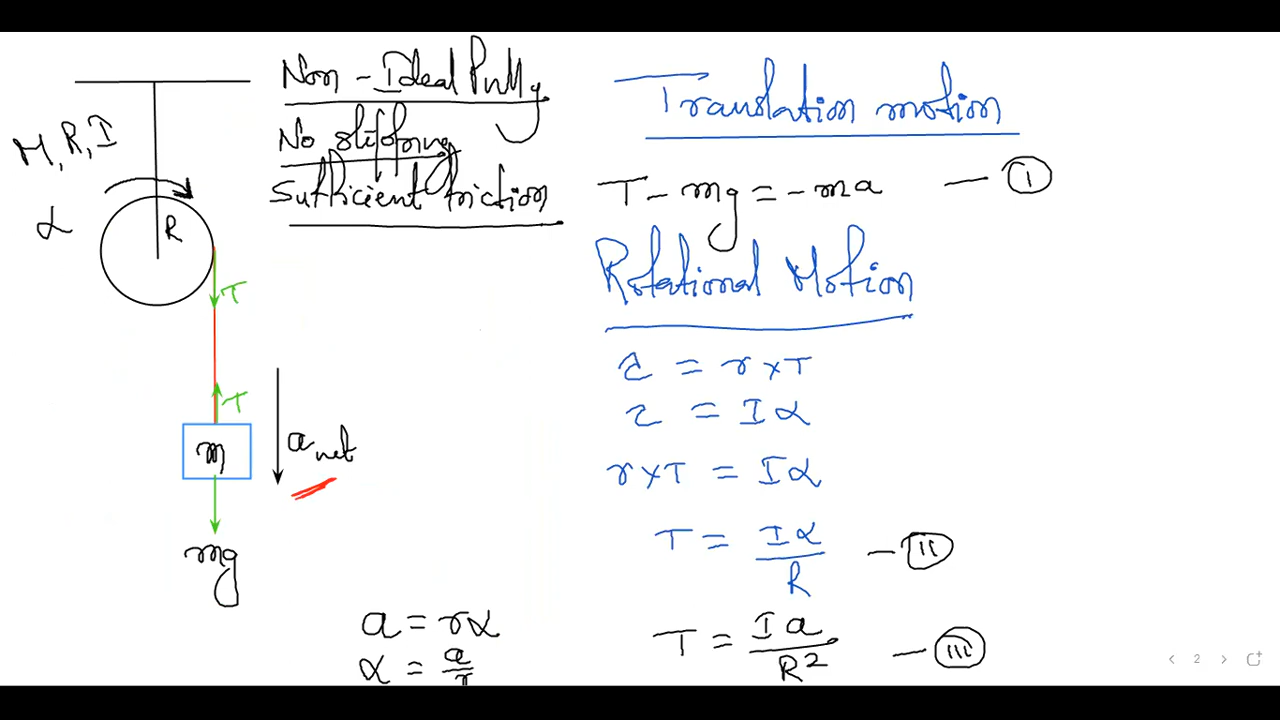 Non-Ideal Pully
No slipping
Sufficient friction
M, R, I
α
R
T
T
m
a net
mg
a = rα
α = a/r
Translation motion
T - mg = -ma — I
Rotational Motion
τ = r × T
τ = Iα
r × T = Iα
T = Iα/R — II
T = Ia/R² — III
2